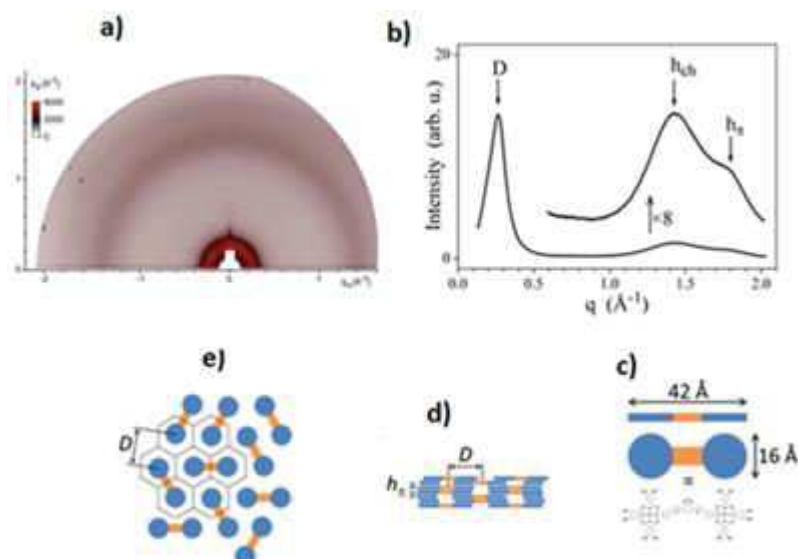 a)
b)
20
D
h_ch
h_π
×8
0
Intensity (arb. u.)
0.0 0.5 1.0 1.5 2.0
q (Å⁻¹)
e)
D
d)
D
h_π
c)
42 Å
16 Å
≡